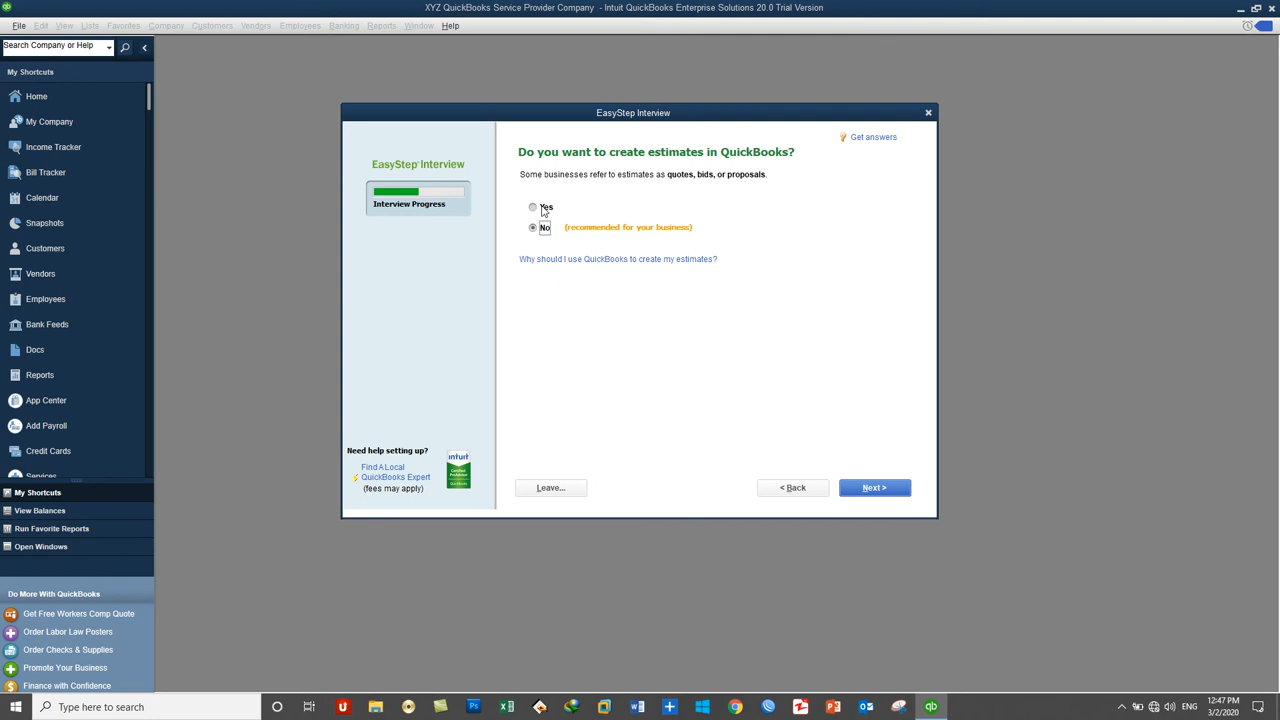 XYZ QuickBooks Service Provider Company - Intuit QuickBooks Enterprise Solutions 20.0 Trial Version
File Edit View Lists Favorites Company Customers Vendors Employees Banking Reports Window Help
Search Company or Help
My Shortcuts
Home
My Company
Income Tracker
Bill Tracker
Calendar
Snapshots
Customers
Vendors
Employees
Bank Feeds
Docs
Reports
App Center
Add Payroll
Credit Cards
Services
My Shortcuts
View Balances
Run Favorite Reports
Open Windows
Do More With QuickBooks
Get Free Workers Comp Quote
Order Labor Law Posters
Order Checks & Supplies
Promote Your Business
Finance with Confidence
EasyStep Interview
EasyStep Interview
Interview Progress
Need help setting up?
Find A Local
QuickBooks Expert
(fees may apply)
intuit
Get answers
Do you want to create estimates in QuickBooks?
Some businesses refer to estimates as quotes, bids, or proposals.
Yes
No (recommended for your business)
Why should I use QuickBooks to create my estimates?
Leave... < Back Next >
Type here to search
12:47 PM
3/2/2020